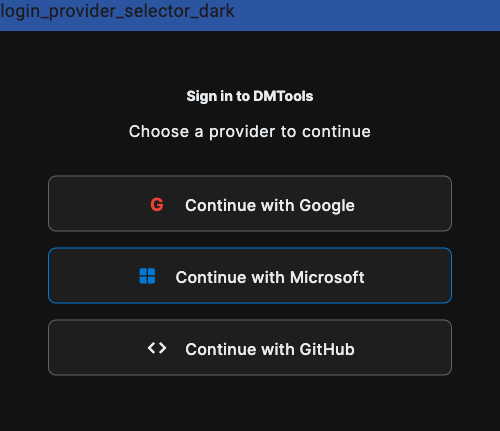 login_provider_selector_dark
Sign in to DMTools
Choose a provider to continue
G Continue with Google
Continue with Microsoft
Continue with GitHub